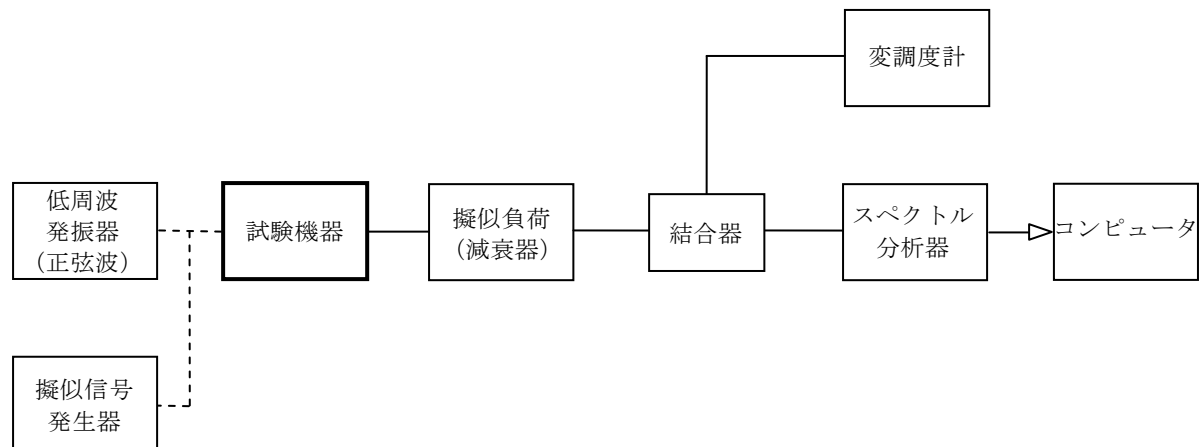 変調度計
低周波
発振器
（正弦波）
試験機器
擬似負荷
（減衰器）
結合器
スペクトル
分析器
コンピュータ
擬似信号
発生器